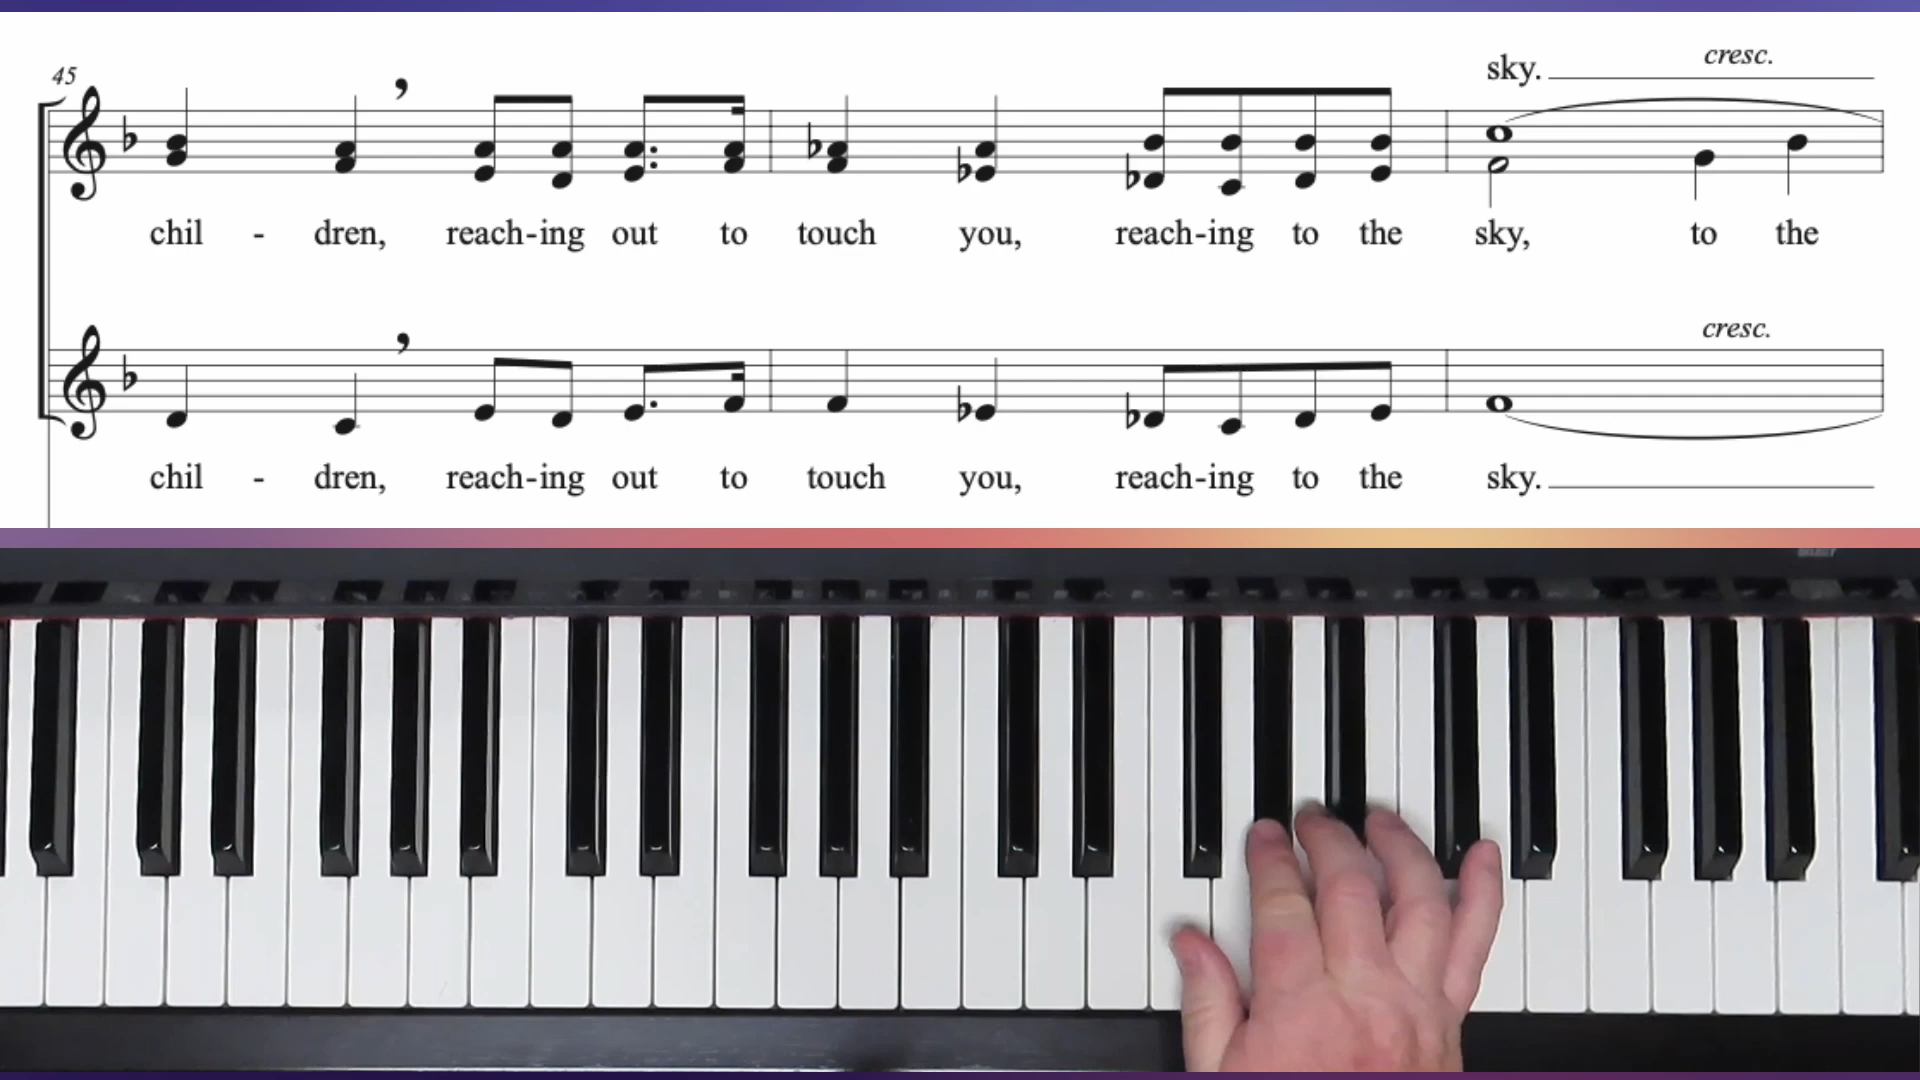 45
sky. cresc.
chil - dren, reach-ing out to touch you, reach-ing to the sky, to the
cresc.
chil - dren, reach-ing out to touch you, reach-ing to the sky.